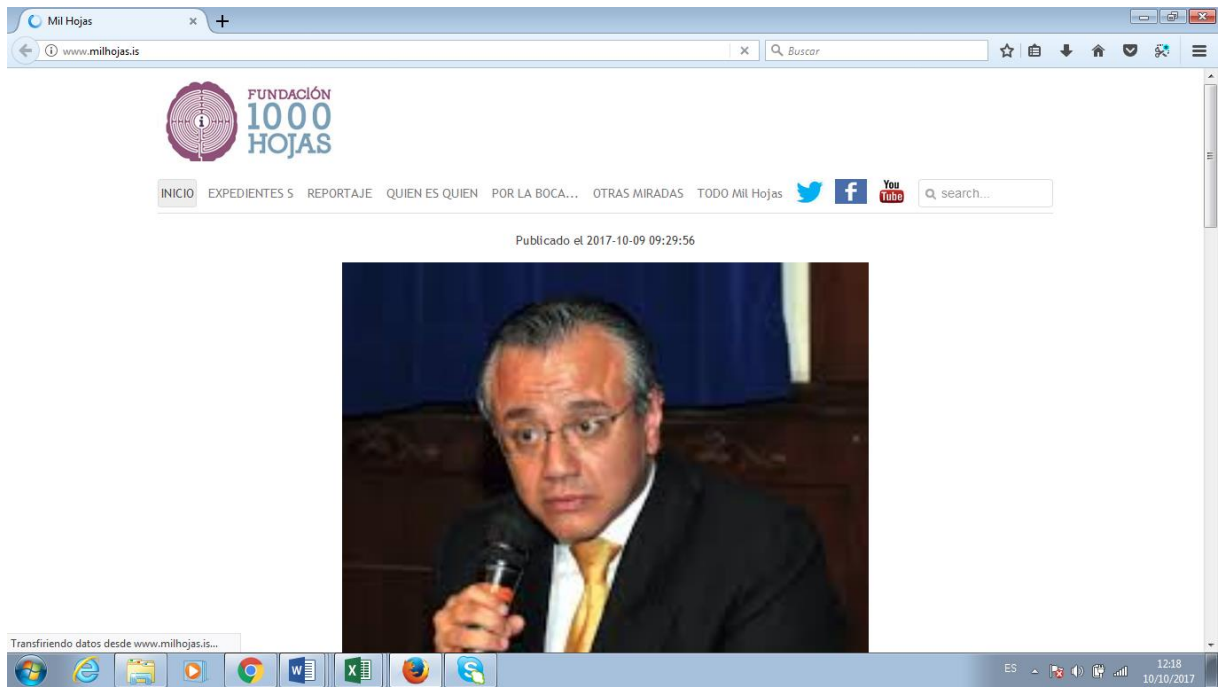 Mil Hojas
www.milhojas.is
Buscar
FUNDACIÓN
1000
HOJAS
INICIO EXPEDIENTES S REPORTAJE QUIEN ES QUIEN POR LA BOCA... OTRAS MIRADAS TODO Mil Hojas f You Tube search...
Publicado el 2017-10-09 09:29:56
Transfiriendo datos desde www.milhojas.is...
ES 12:18
10/10/2017